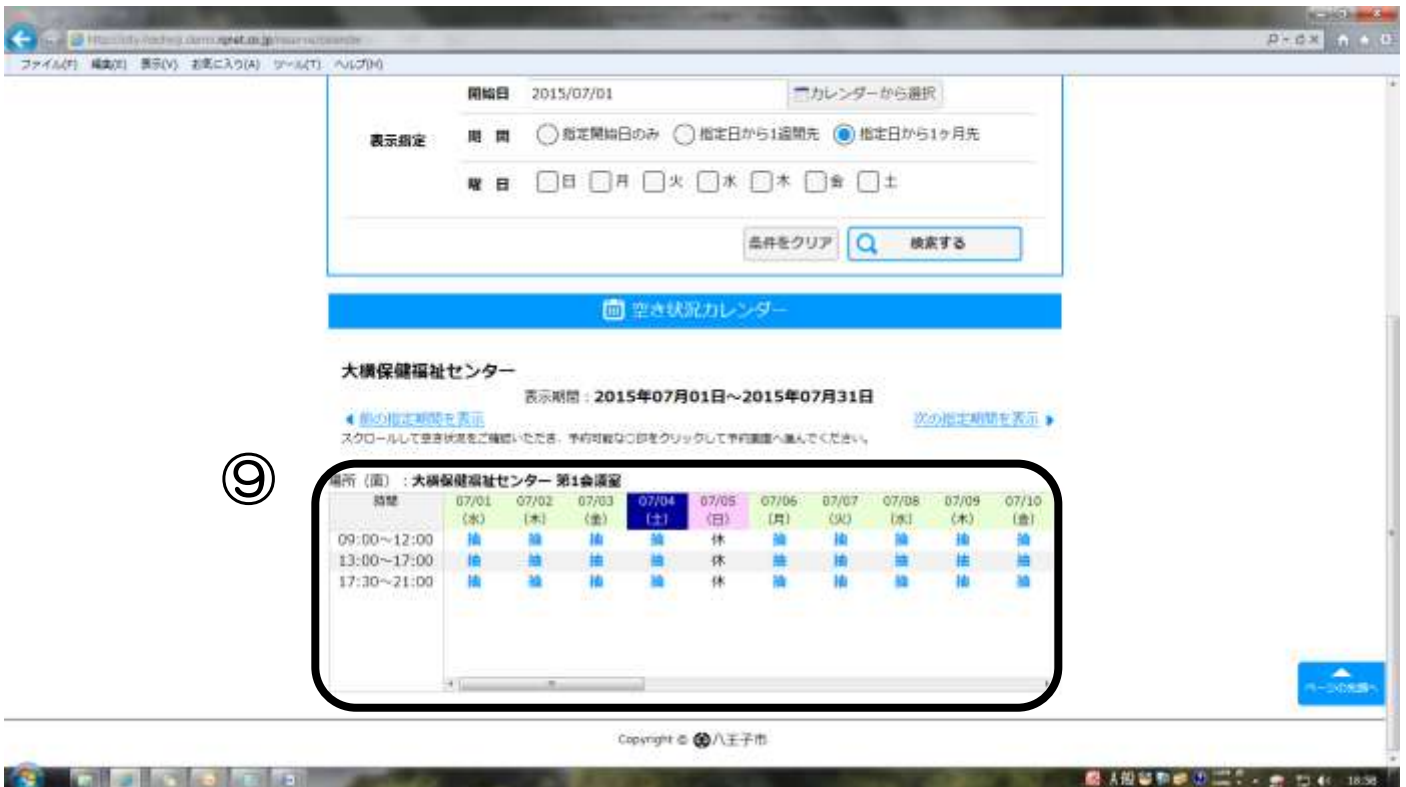 ファイル(F) 編集(E) 表示(V) お気に入り(A) ツール(T) ヘルプ(H)
開始日 2015/07/01 カレンダーから選択
表示指定 期 間 指定開始日のみ 指定日から1週間先 指定日から1ヶ月先
曜 日 日 月 火 水 木 金 土
条件をクリア 検索する
空き状況カレンダー
大横保健福祉センター
表示期間：2015年07月01日～2015年07月31日
前の指定期間を表示 次の指定期間を表示
スクロールして空き状況をご確認いただき、予約可能な○印をクリックして予約画面へ進んでください。
⑨
場所（面）：大横保健福祉センター 第1会議室
時間 07/01 07/02 07/03 07/04 07/05 07/06 07/07 07/08 07/09 07/10
(水) (木) (金) (土) (日) (月) (火) (水) (木) (金)
09:00～12:00 抽 抽 抽 抽 休 抽 抽 抽 抽 抽
13:00～17:00 抽 抽 抽 抽 休 抽 抽 抽 抽 抽
17:30～21:00 抽 抽 抽 抽 休 抽 抽 抽 抽 抽
ページの先頭へ
Copyright © 八王子市
18:38